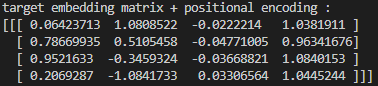 target embedding matrix + positional encoding :
[[[ 0.06423713  1.0808522  -0.0222214   1.0381911 ]
  [ 0.78669935  0.5105458  -0.04771005  0.96341676]
  [ 0.9521633  -0.3459324  -0.03668821  1.0840153 ]
  [ 0.2069287  -1.0841733   0.03306564  1.0445244 ]]]